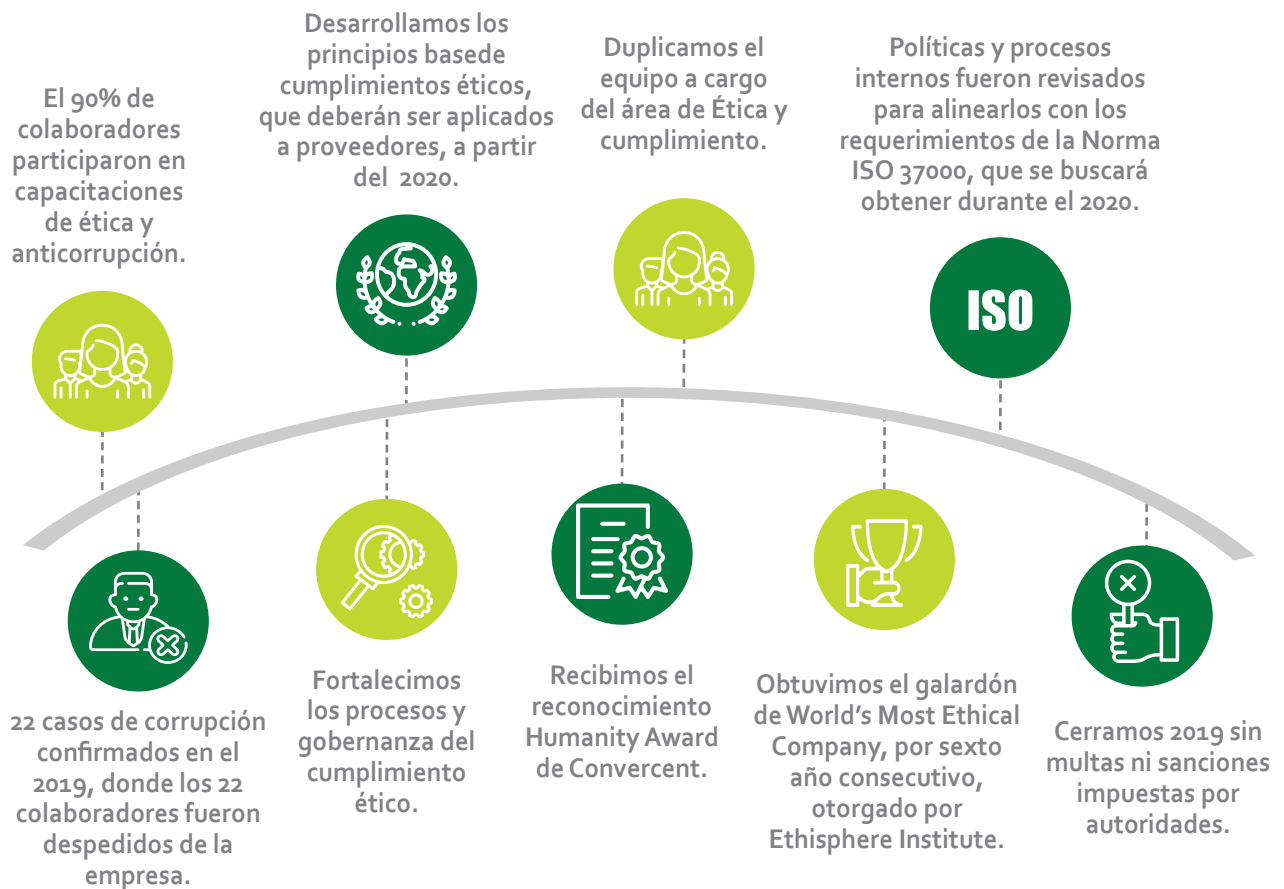 El 90% de
colaboradores
participaron en
capacitaciones
de ética y
anticorrupción.
Desarrollamos los
principios basede
cumplimientos éticos,
que deberán ser aplicados
a proveedores, a partir
del 2020.
Duplicamos el
equipo a cargo
del área de Ética y
cumplimiento.
Políticas y procesos
internos fueron revisados
para alinearlos con los
requerimientos de la Norma
ISO 37000, que se buscará
obtener durante el 2020.
ISO
22 casos de corrupción
confirmados en el
2019, donde los 22
colaboradores fueron
despedidos de la
empresa.
Fortalecimos
los procesos y
gobernanza del
cumplimiento
ético.
Recibimos el
reconocimiento
Humanity Award
de Convercent.
Obtuvimos el galardón
de World's Most Ethical
Company, por sexto
año consecutivo,
otorgado por
Ethisphere Institute.
Cerramos 2019 sin
multas ni sanciones
impuestas por
autoridades.